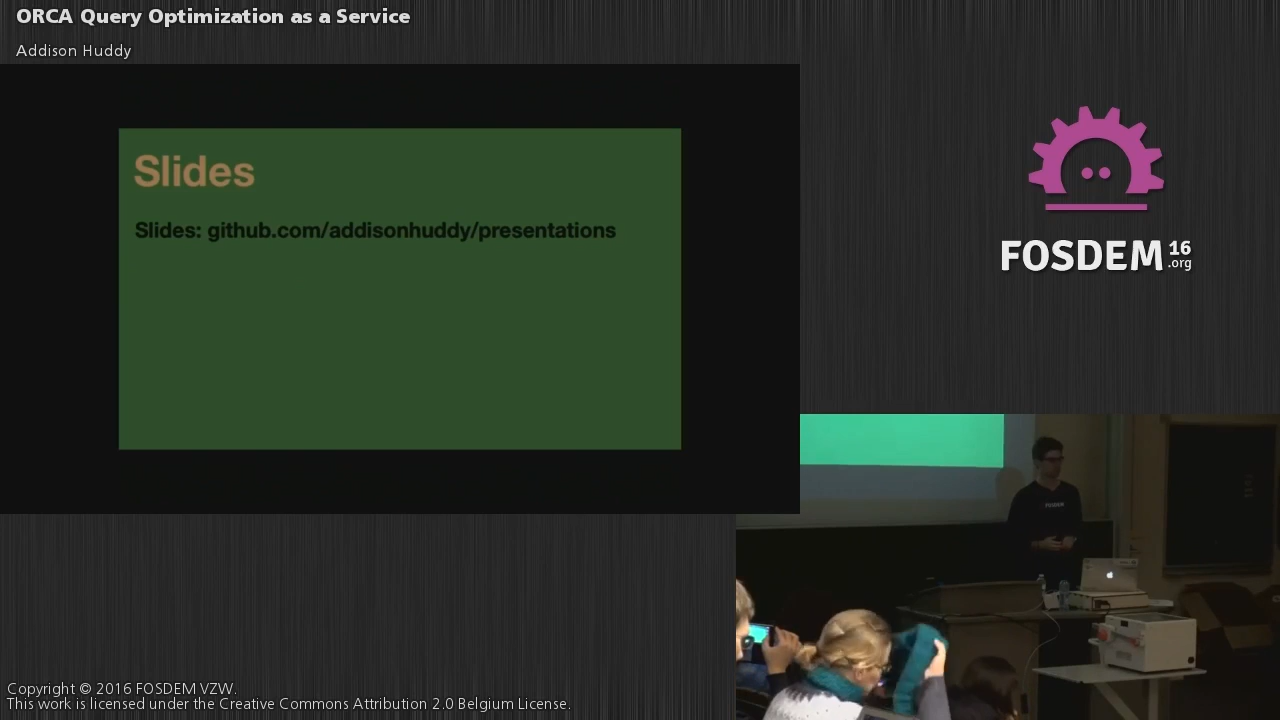 ORCA Query Optimization as a Service
Addison Huddy
Slides
Slides: github.com/addisonhuddy/presentations
FOSDEM 16
.org
FOSDEM
Copyright © 2016 FOSDEM VZW.
This work is licensed under the Creative Commons Attribution 2.0 Belgium License.